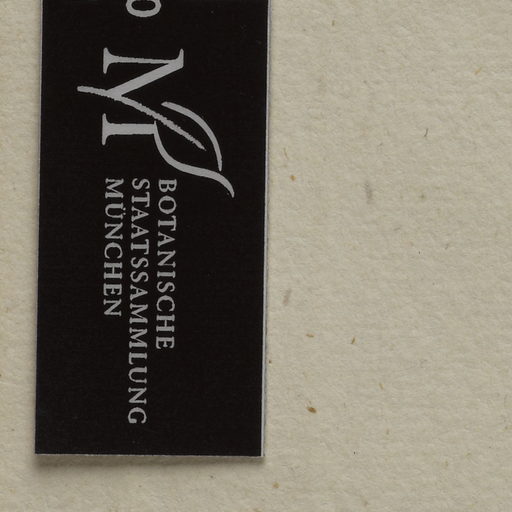 M
BOTANISCHE
STAATSSAMMLUNG
MÜNCHEN